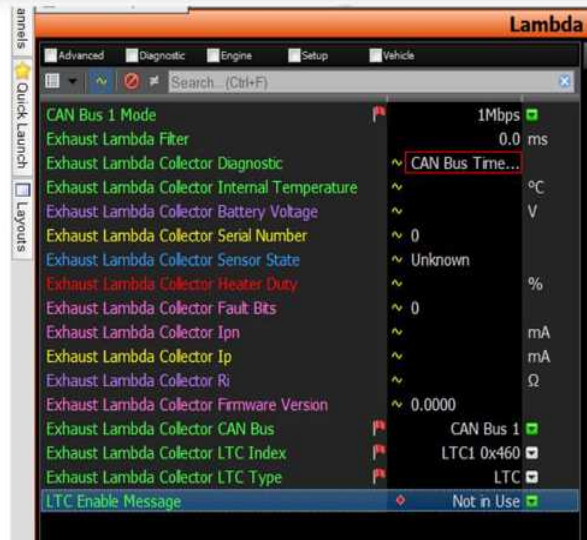 Lambda
Advanced Diagnostic Engine Setup Vehicle
Search... (Ctrl+F)
annels
Quick Launch
Layouts
CAN Bus 1 Mode 1Mbps
Exhaust Lambda Filter 0.0 ms
Exhaust Lambda Collector Diagnostic CAN Bus Time...
Exhaust Lambda Collector Internal Temperature ºC
Exhaust Lambda Collector Battery Voltage V
Exhaust Lambda Collector Serial Number 0
Exhaust Lambda Collector Sensor State Unknown
Exhaust Lambda Collector Heater Duty %
Exhaust Lambda Collector Fault Bits 0
Exhaust Lambda Collector Ipn mA
Exhaust Lambda Collector Ip mA
Exhaust Lambda Collector Ri Ω
Exhaust Lambda Collector Firmware Version 0.0000
Exhaust Lambda Collector CAN Bus CAN Bus 1
Exhaust Lambda Collector LTC Index LTC1 0x460
Exhaust Lambda Collector LTC Type LTC
LTC Enable Message Not in Use